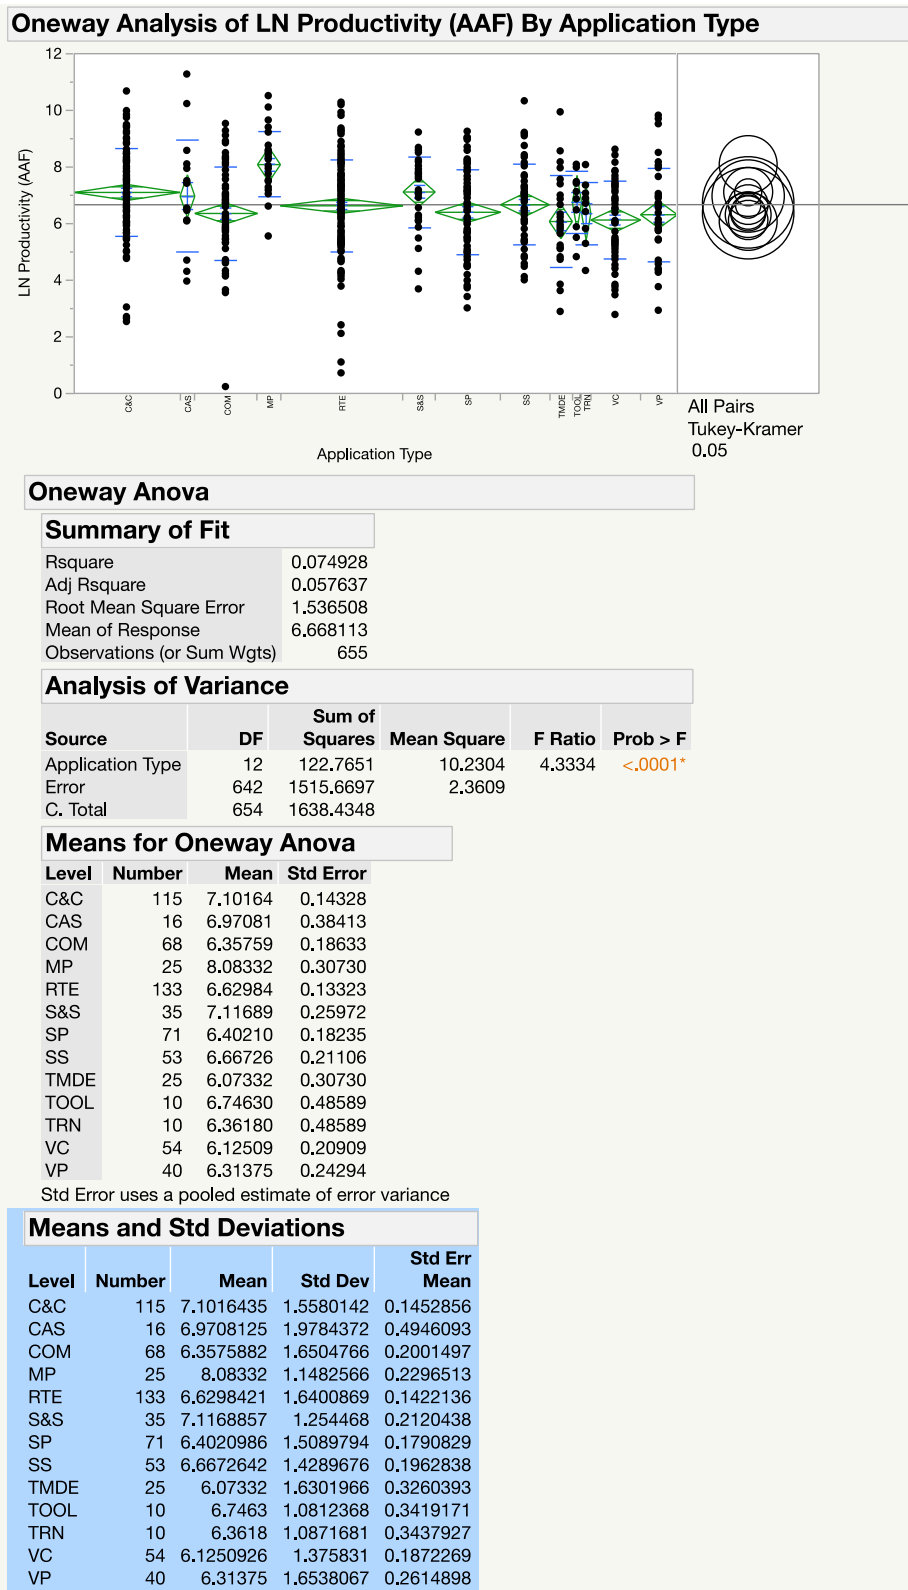 Oneway Analysis of LN Productivity (AAF) By Application Type
12
10
8
6
4
2
0
LN Productivity (AAF)
C&C CAS COM MP RTE S&S SP SS TMDE TOOL TRN VC VP
Application Type
All Pairs
Tukey-Kramer
0.05
Oneway Anova
Summary of Fit
Rsquare 0.074928
Adj Rsquare 0.057637
Root Mean Square Error 1.536508
Mean of Response 6.668113
Observations (or Sum Wgts) 655
Analysis of Variance
Sum of
Source DF Squares Mean Square F Ratio Prob > F
Application Type 12 122.7651 10.2304 4.3334 <.0001*
Error 642 1515.6697 2.3609
C. Total 654 1638.4348
Means for Oneway Anova
Level Number Mean Std Error
C&C 115 7.10164 0.14328
CAS 16 6.97081 0.38413
COM 68 6.35759 0.18633
MP 25 8.08332 0.30730
RTE 133 6.62984 0.13323
S&S 35 7.11689 0.25972
SP 71 6.40210 0.18235
SS 53 6.66726 0.21106
TMDE 25 6.07332 0.30730
TOOL 10 6.74630 0.48589
TRN 10 6.36180 0.48589
VC 54 6.12509 0.20909
VP 40 6.31375 0.24294
Std Error uses a pooled estimate of error variance
Means and Std Deviations
Std Err
Level Number Mean Std Dev Mean
C&C 115 7.1016435 1.5580142 0.1452856
CAS 16 6.9708125 1.9784372 0.4946093
COM 68 6.3575882 1.6504766 0.2001497
MP 25 8.08332 1.1482566 0.2296513
RTE 133 6.6298421 1.6400869 0.1422136
S&S 35 7.1168857 1.254468 0.2120438
SP 71 6.4020986 1.5089794 0.1790829
SS 53 6.6672642 1.4289676 0.1962838
TMDE 25 6.07332 1.6301966 0.3260393
TOOL 10 6.7463 1.0812368 0.3419171
TRN 10 6.3618 1.0871681 0.3437927
VC 54 6.1250926 1.375831 0.1872269
VP 40 6.31375 1.6538067 0.2614898